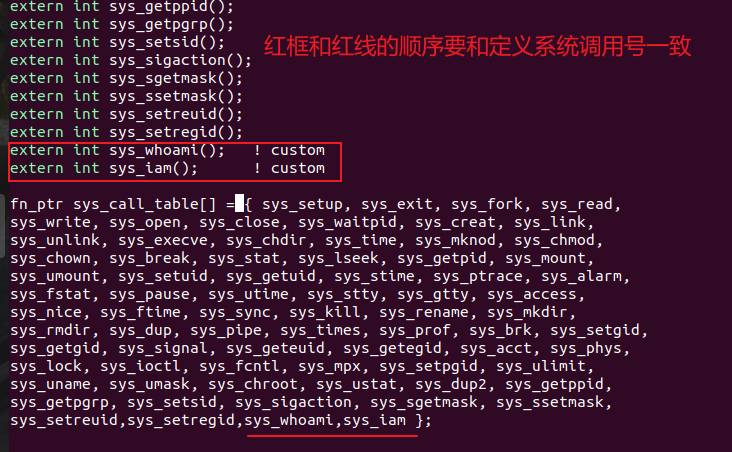 extern int sys_getppid();
extern int sys_getpgrp();
extern int sys_setsid();
红框和红线的顺序要和定义系统调用号一致
extern int sys_sigaction();
extern int sys_sgetmask();
extern int sys_ssetmask();
extern int sys_setreuid();
extern int sys_setregid();
extern int sys_whoami();   ! custom
extern int sys_iam();      ! custom
fn_ptr sys_call_table[] = { sys_setup, sys_exit, sys_fork, sys_read,
sys_write, sys_open, sys_close, sys_waitpid, sys_creat, sys_link,
sys_unlink, sys_execve, sys_chdir, sys_time, sys_mknod, sys_chmod,
sys_chown, sys_break, sys_stat, sys_lseek, sys_getpid, sys_mount,
sys_umount, sys_setuid, sys_getuid, sys_stime, sys_ptrace, sys_alarm,
sys_fstat, sys_pause, sys_utime, sys_stty, sys_gtty, sys_access,
sys_nice, sys_ftime, sys_sync, sys_kill, sys_rename, sys_mkdir,
sys_rmdir, sys_dup, sys_pipe, sys_times, sys_prof, sys_brk, sys_setgid,
sys_getgid, sys_signal, sys_geteuid, sys_getegid, sys_acct, sys_phys,
sys_lock, sys_ioctl, sys_fcntl, sys_mpx, sys_setpgid, sys_ulimit,
sys_uname, sys_umask, sys_chroot, sys_ustat, sys_dup2, sys_getppid,
sys_getpgrp, sys_setsid, sys_sigaction, sys_sgetmask, sys_ssetmask,
sys_setreuid,sys_setregid,sys_whoami,sys_iam };